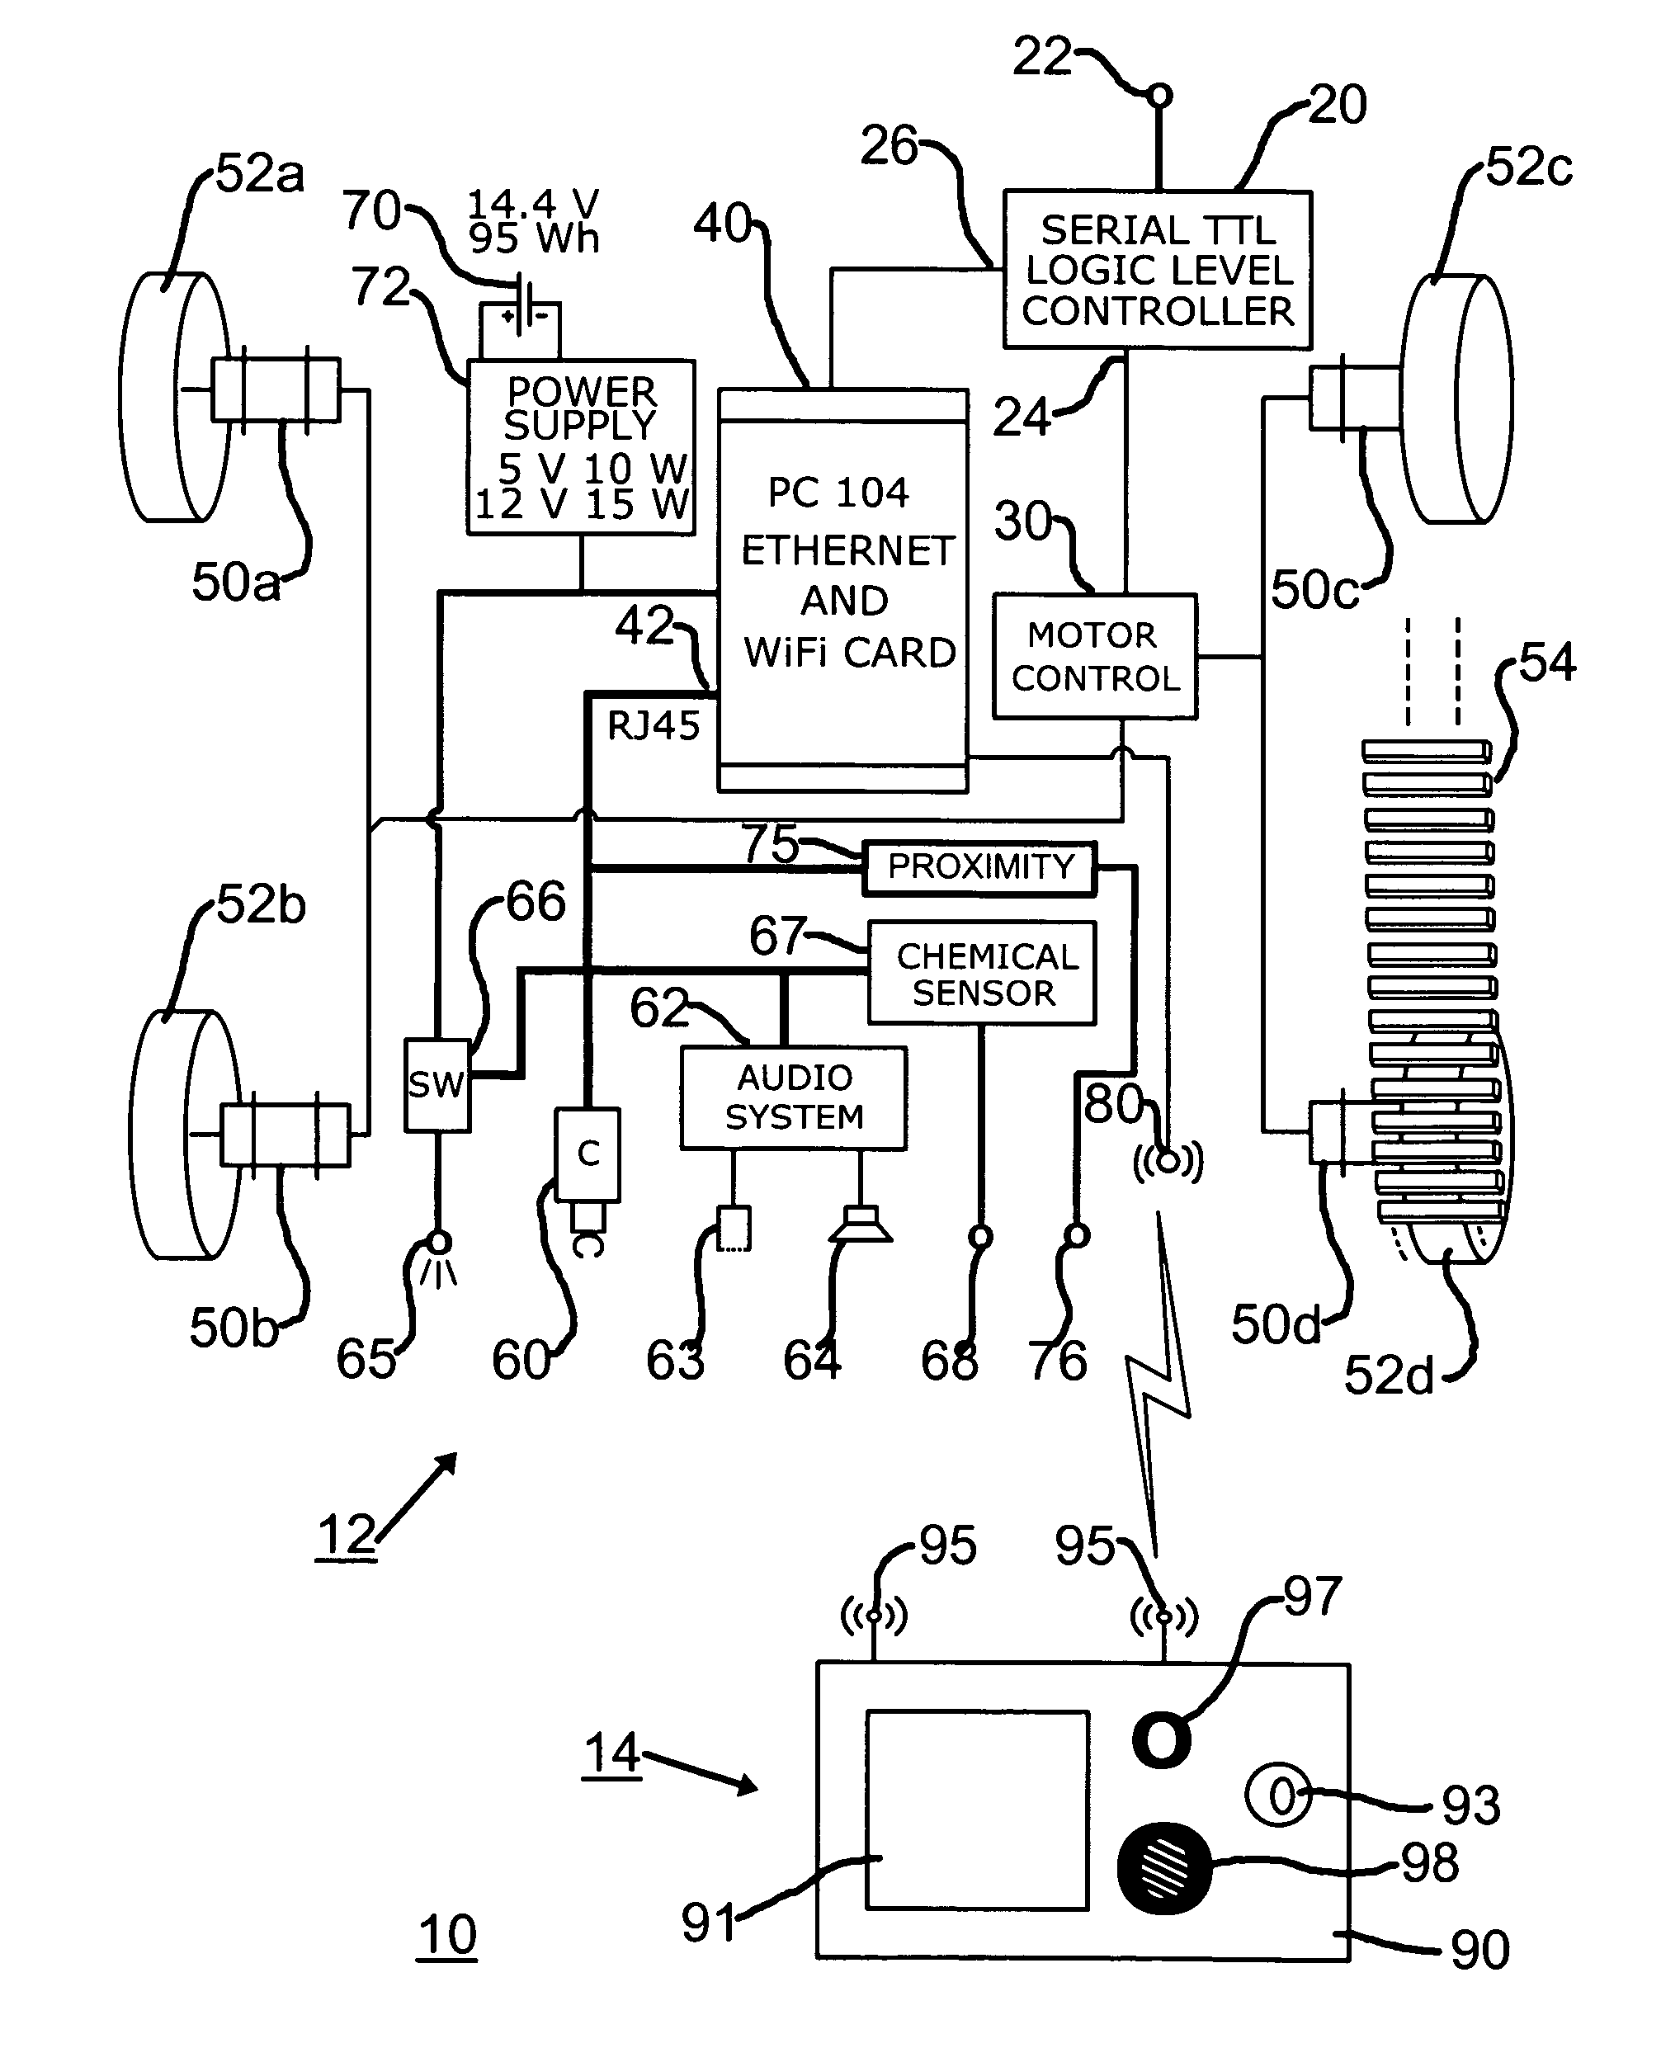 22
20
26
52a
52c
70
14.4 V
95 Wh
40
SERIAL TTL
LOGIC LEVEL
CONTROLLER
72
+ -
POWER
SUPPLY
5 V 10 W
12 V 15 W
24
PC 104
ETHERNET
AND
WiFi CARD
30
50a
50c
42
MOTOR
CONTROL
54
RJ45
75
PROXIMITY
52b
66
67
CHEMICAL
SENSOR
62
SW
AUDIO
SYSTEM
80
C
50b
65
60
63
64
68
76
50d
52d
12
95
95
97
14
93
98
91
10
90